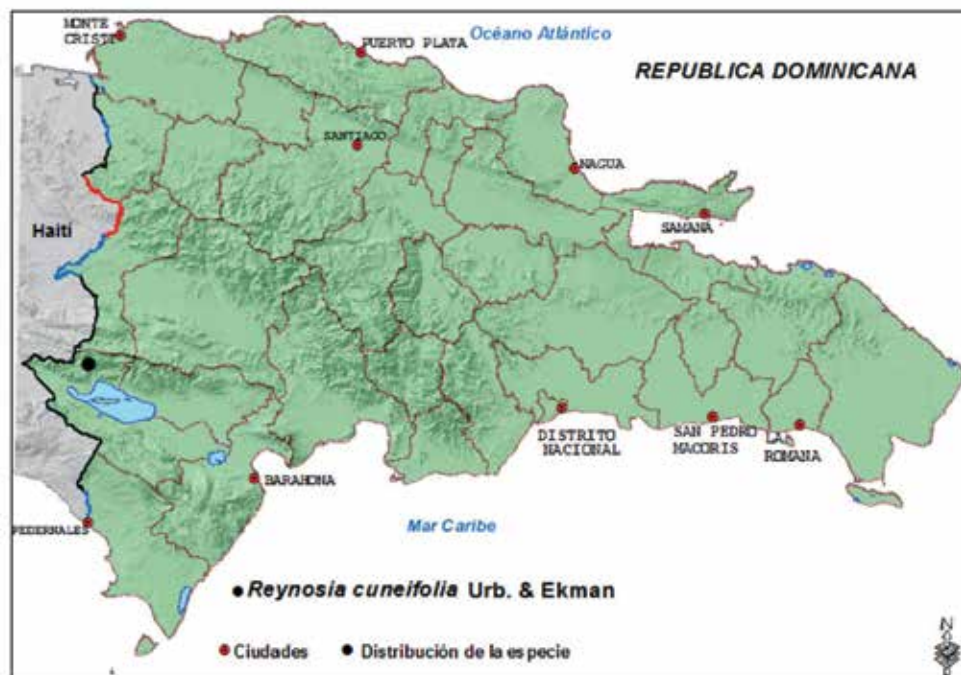 MONTE
CRISTI
PUERTO PLATA
Océano Atlántico
REPUBLICA DOMINICANA
SANTIAGO
NAGUA
SAMANA
Haití
DISTRITO
NACIONAL
SAN PEDRO
MACORIS
LA
ROMANA
BARAHONA
PEDERNALES
Mar Caribe
Reynosia cuneifolia Urb. & Ekman
Ciudades
Distribución de la especie
N